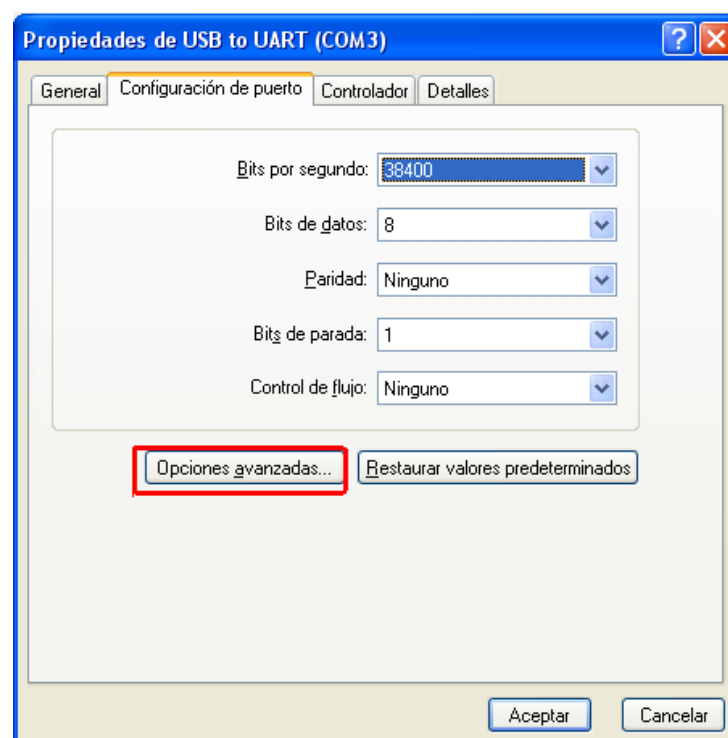 Propiedades de USB to UART (COM3)
General Configuración de puerto Controlador Detalles
Bits por segundo: 38400
Bits de datos: 8
Paridad: Ninguno
Bits de parada: 1
Control de flujo: Ninguno
Opciones avanzadas... Restaurar valores predeterminados
Aceptar Cancelar